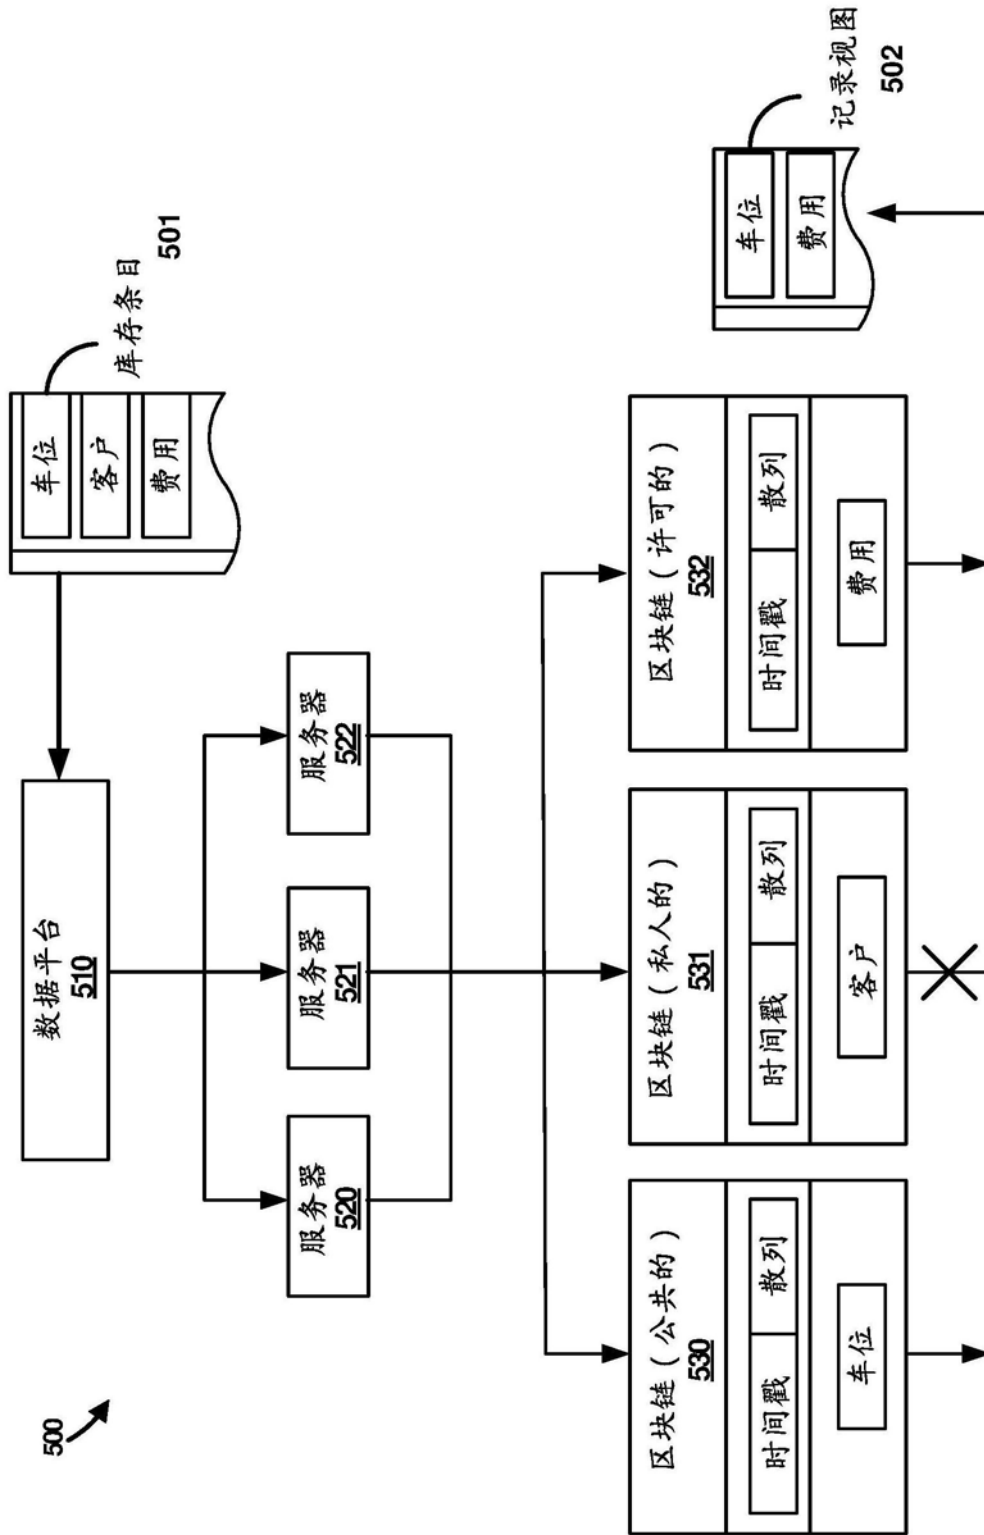 500
数据平台
510
车位
客户
费用
库存条目
501
服务器
520
服务器
521
服务器
522
区块链（公共的）
530
时间戳
散列
车位
区块链（私人的）
531
时间戳
散列
客户
区块链（许可的）
532
时间戳
散列
费用
车位
费用
记录视图
502